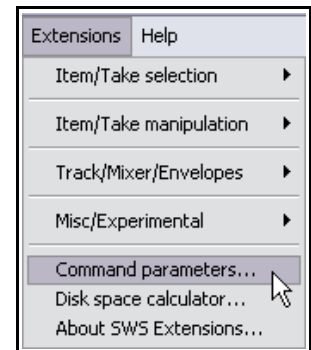 Extensions Help
Item/Take selection
Item/Take manipulation
Track/Mixer/Envelopes
Misc/Experimental
Command parameters...
Disk space calculator...
About SWS Extensions...